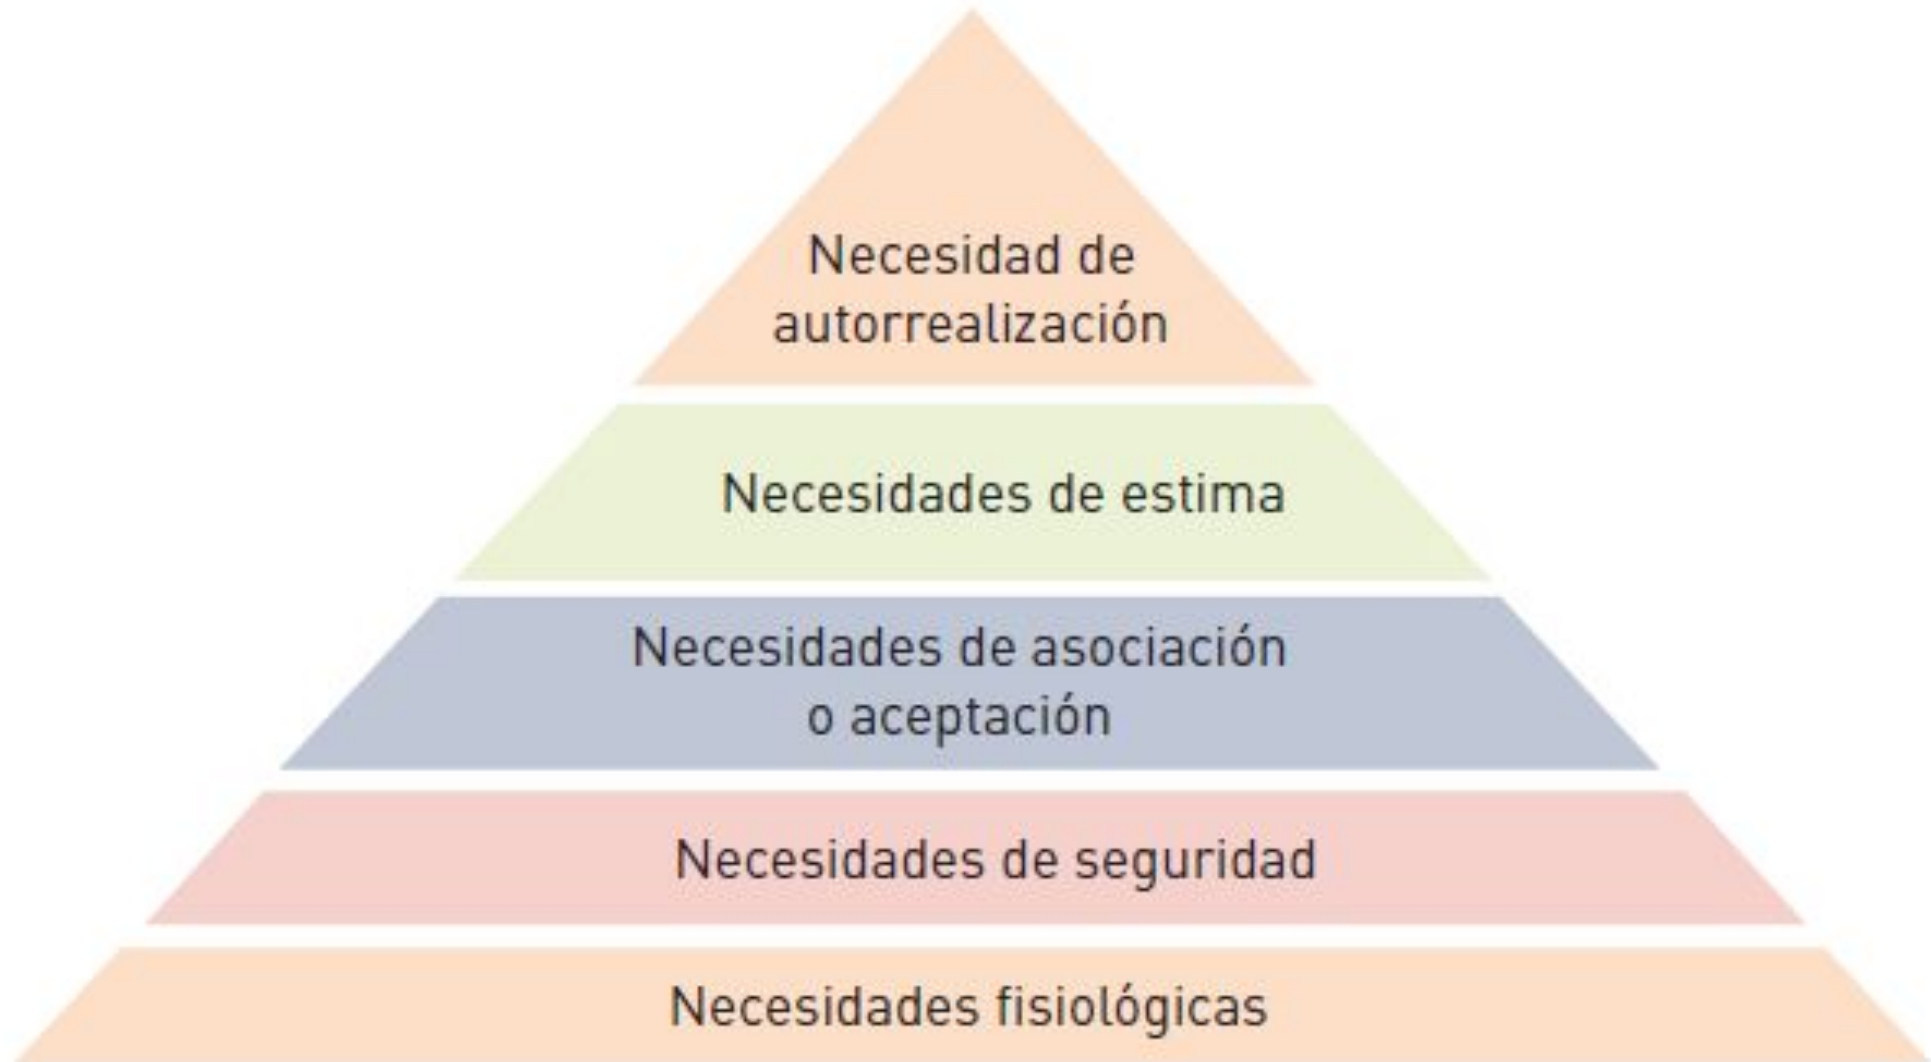 Necesidad de
autorrealización
Necesidades de estima
Necesidades de asociación
o aceptación
Necesidades de seguridad
Necesidades fisiológicas